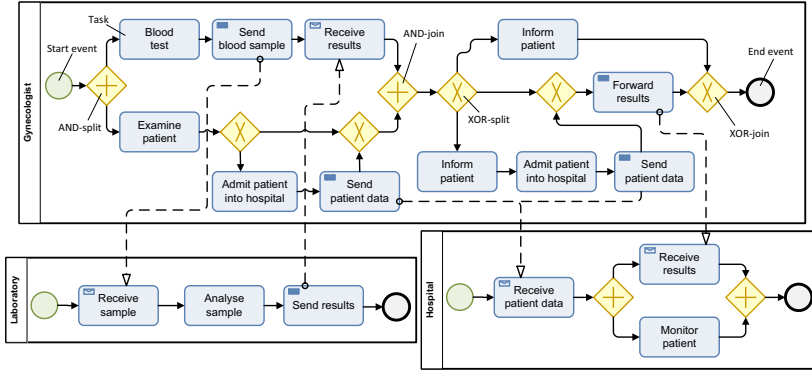 Task
Blood
test
Send
blood sample
Receive
results
AND-join
Inform
patient
Start event
End event
AND-split
XOR-split
Forward
results
XOR-join
Gynecologist
Examine
patient
Admit patient
into hospital
Send
patient data
Inform
patient
Admit patient
into hospital
Send
patient data
Laboratory
Receive
sample
Analyse
sample
Send results
Hospital
Receive
patient data
Receive
results
Monitor
patient